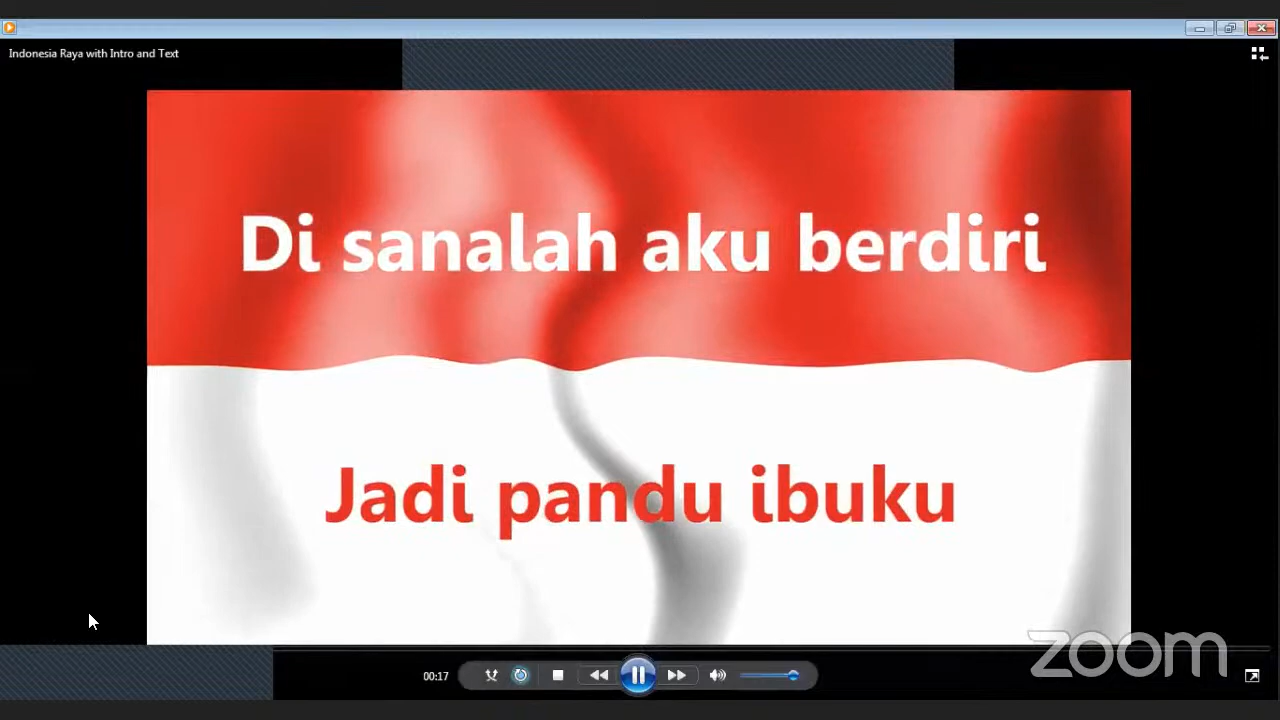 Indonesia Raya with Intro and Text
Di sanalah aku berdiri
Jadi pandu ibuku
00:17
zoom